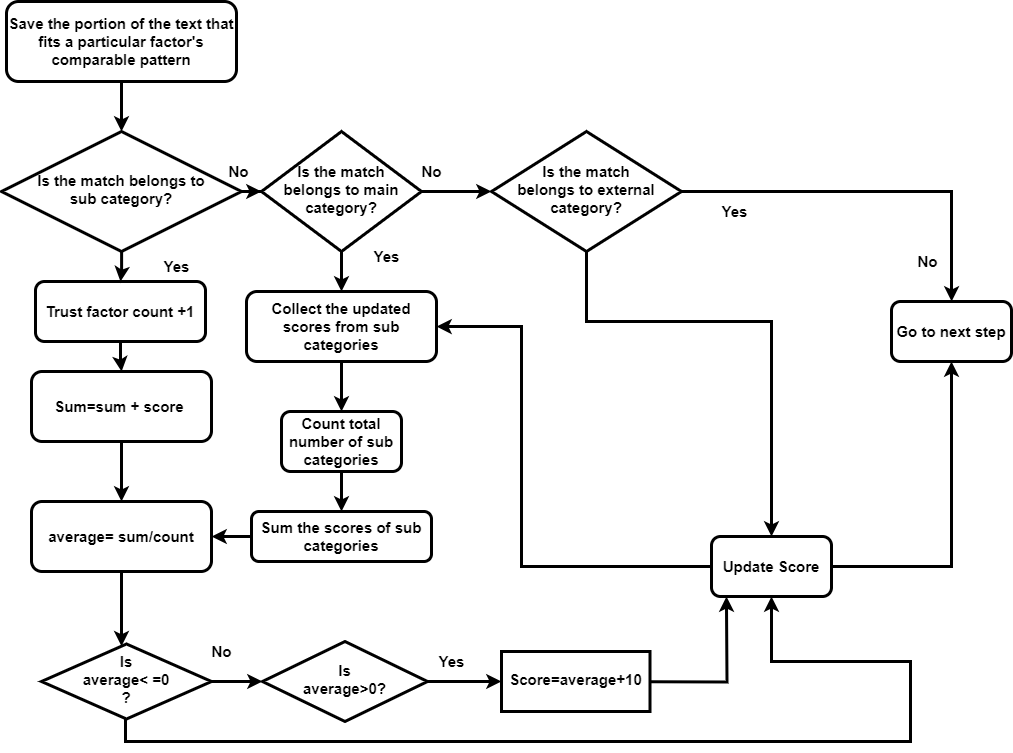 Save the portion of the text that
fits a particular factor's
comparable pattern
Is the match belongs to
sub category?
No
Is the match
belongs to main
category?
No
Is the match
belongs to external
category?
Yes
No
Go to next step
Yes
Trust factor count +1
Sum=sum + score
average= sum/count
Yes
Collect the updated
scores from sub
categories
Count total
number of sub
categories
Sum the scores of sub
categories
Update Score
Is
average< =0
?
No
Is
average>0?
Yes
Score=average+10